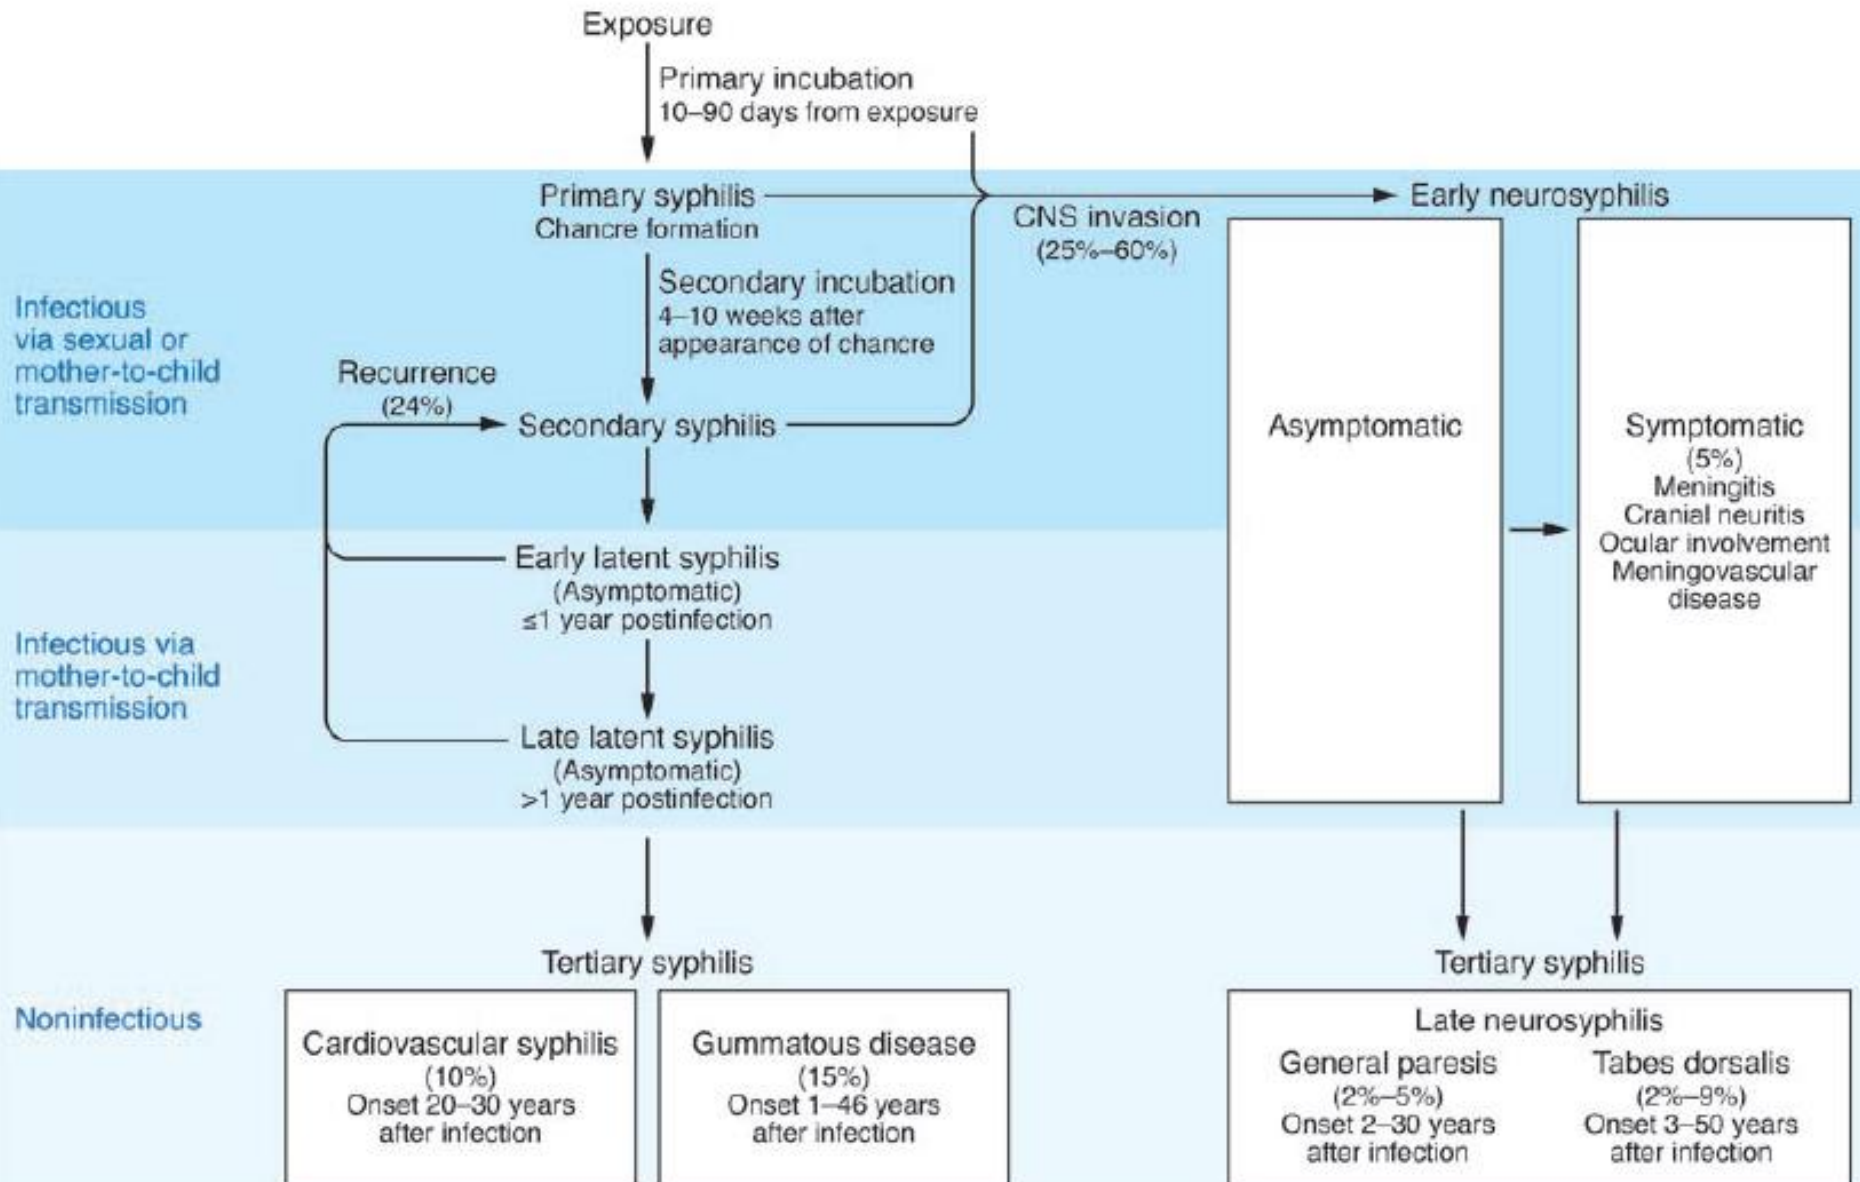 Exposure
Primary incubation
10–90 days from exposure
Primary syphilis
Chancre formation
Early neurosyphilis
CNS invasion
(25%–60%)
Secondary incubation
4–10 weeks after
appearance of chancre
Infectious
via sexual or
mother-to-child
transmission
Recurrence
(24%)
Secondary syphilis
Asymptomatic
Symptomatic
(5%)
Meningitis
Cranial neuritis
Ocular involvement
Meningovascular
disease
Early latent syphilis
(Asymptomatic)
≤1 year postinfection
Infectious via
mother-to-child
transmission
Late latent syphilis
(Asymptomatic)
>1 year postinfection
Tertiary syphilis
Tertiary syphilis
Noninfectious
Cardiovascular syphilis
(10%)
Onset 20–30 years
after infection
Gummatous disease
(15%)
Onset 1–46 years
after infection
Late neurosyphilis
General paresis
(2%–5%)
Onset 2–30 years
after infection
Tabes dorsalis
(2%–9%)
Onset 3–50 years
after infection